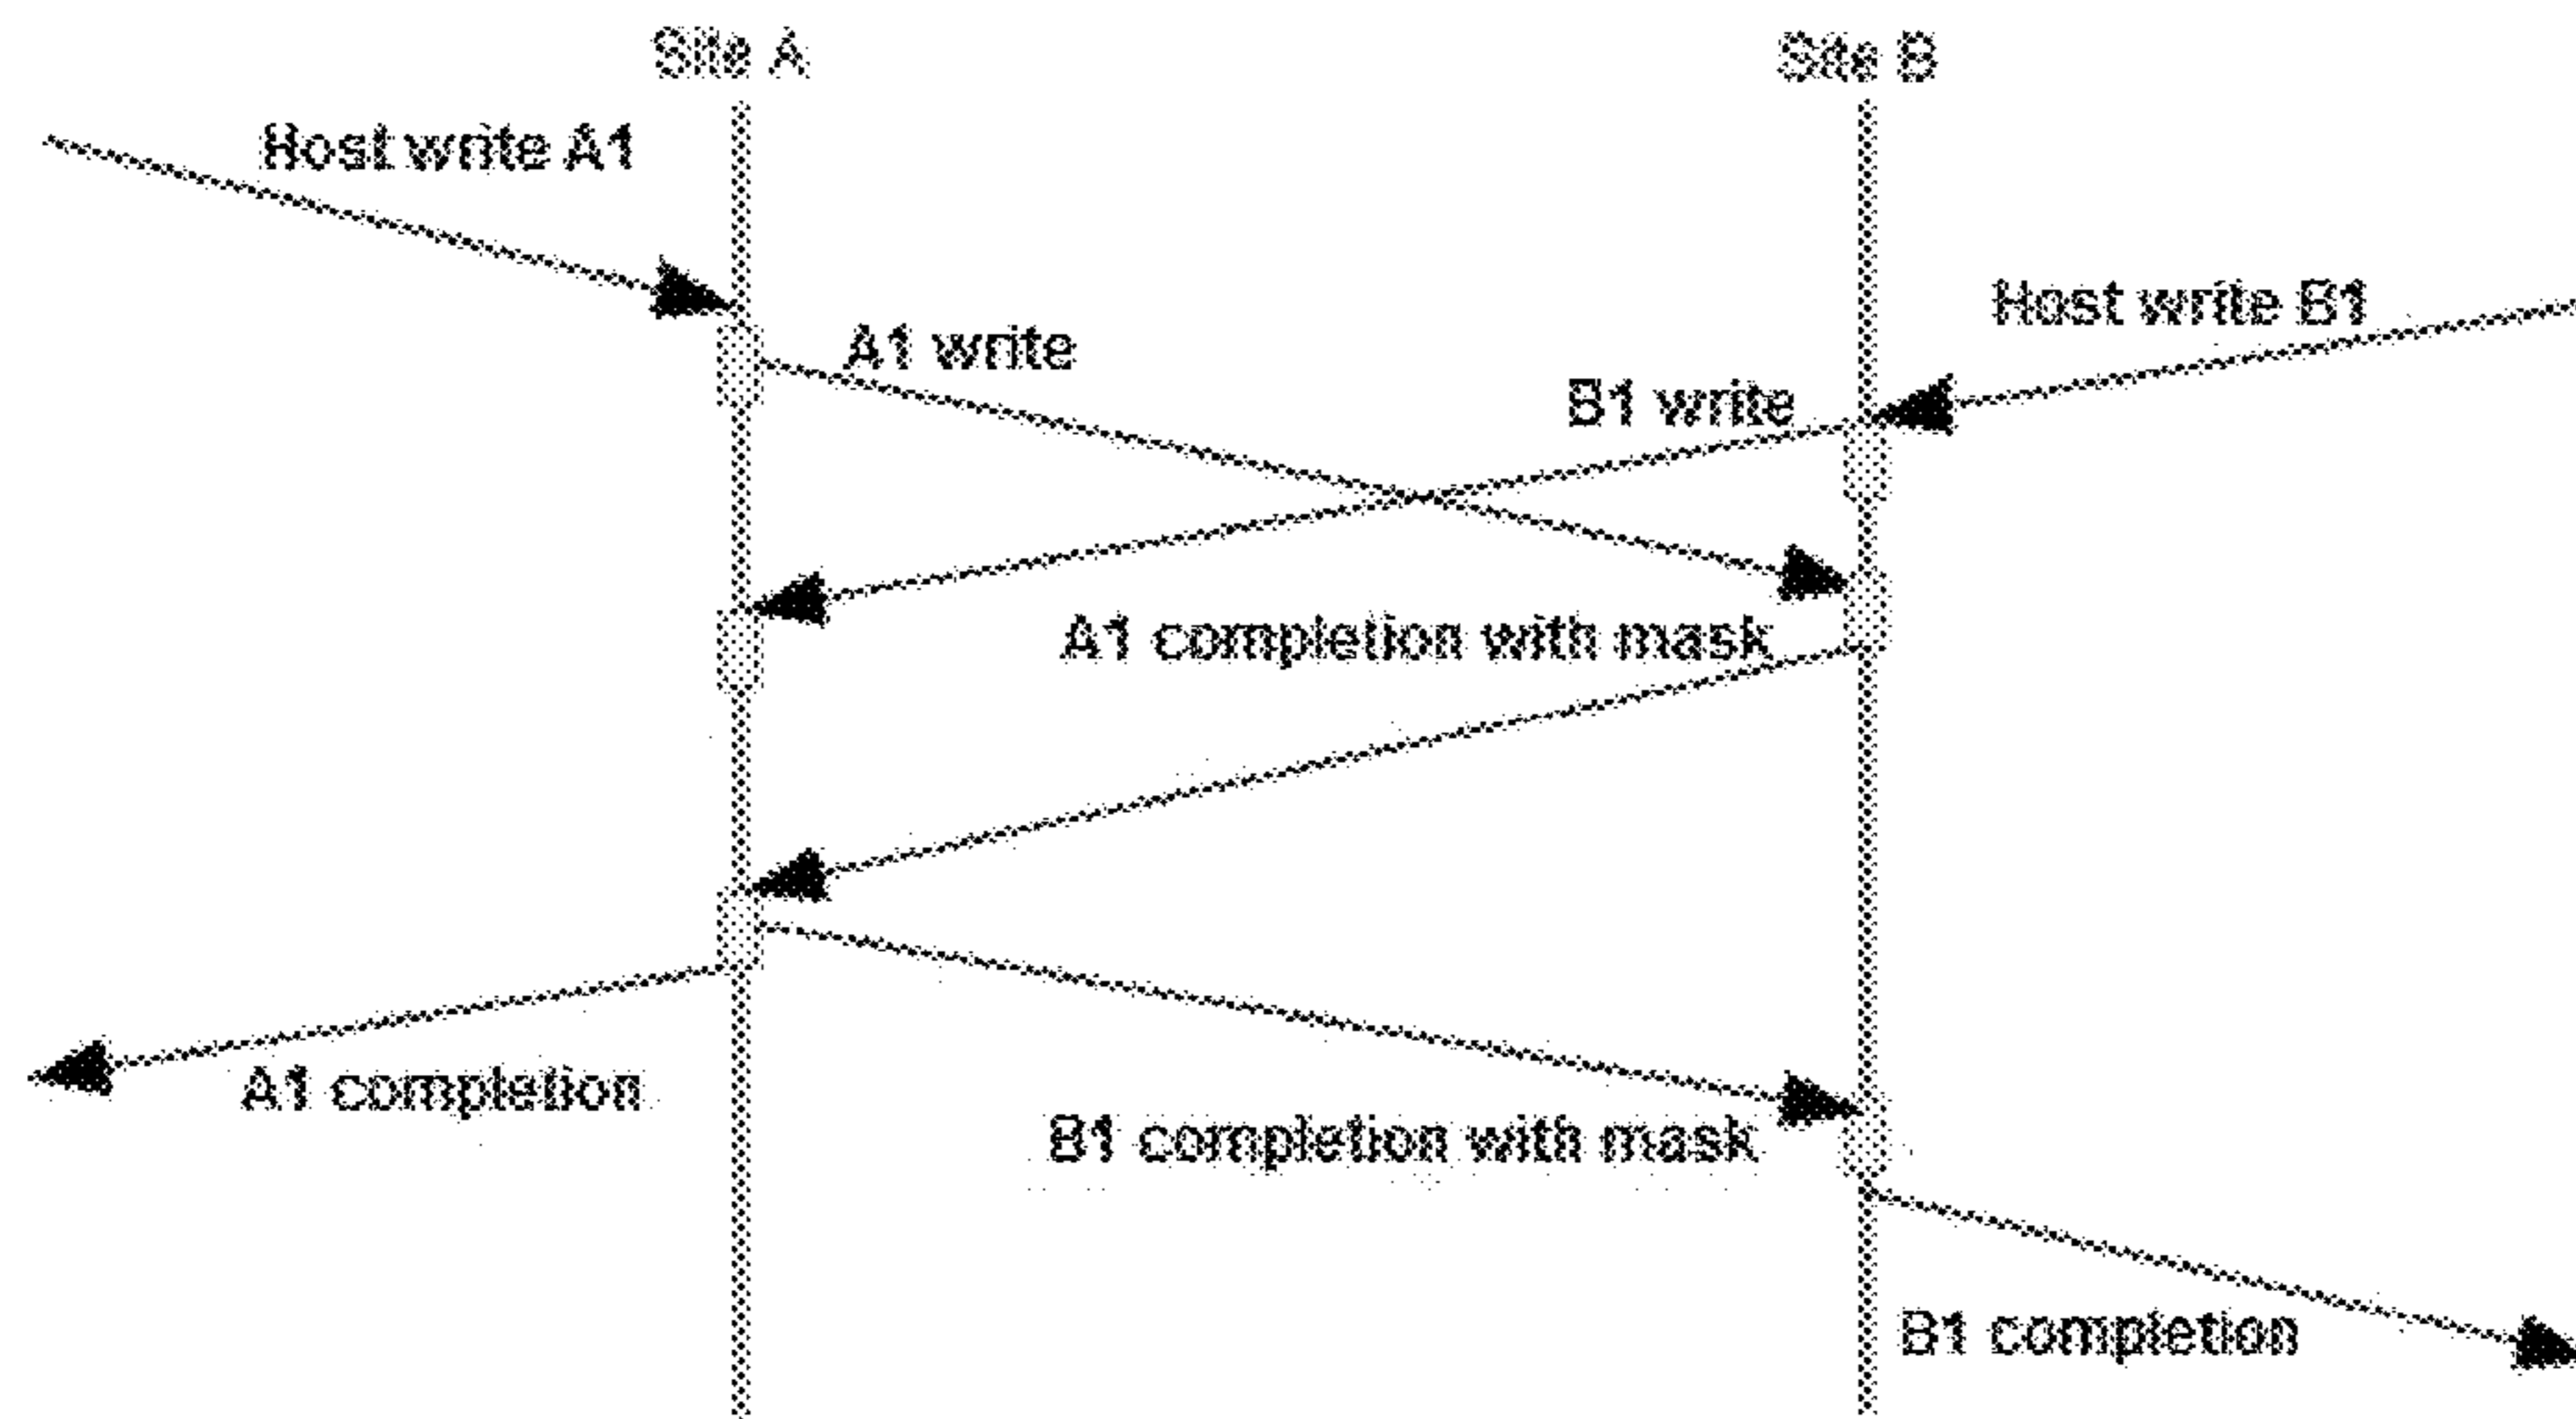 Site A
Site B
Host write A1
Host write B1
A1 write
B1 write
A1 completion with mask
A1 completion
B1 completion with mask
B1 completion